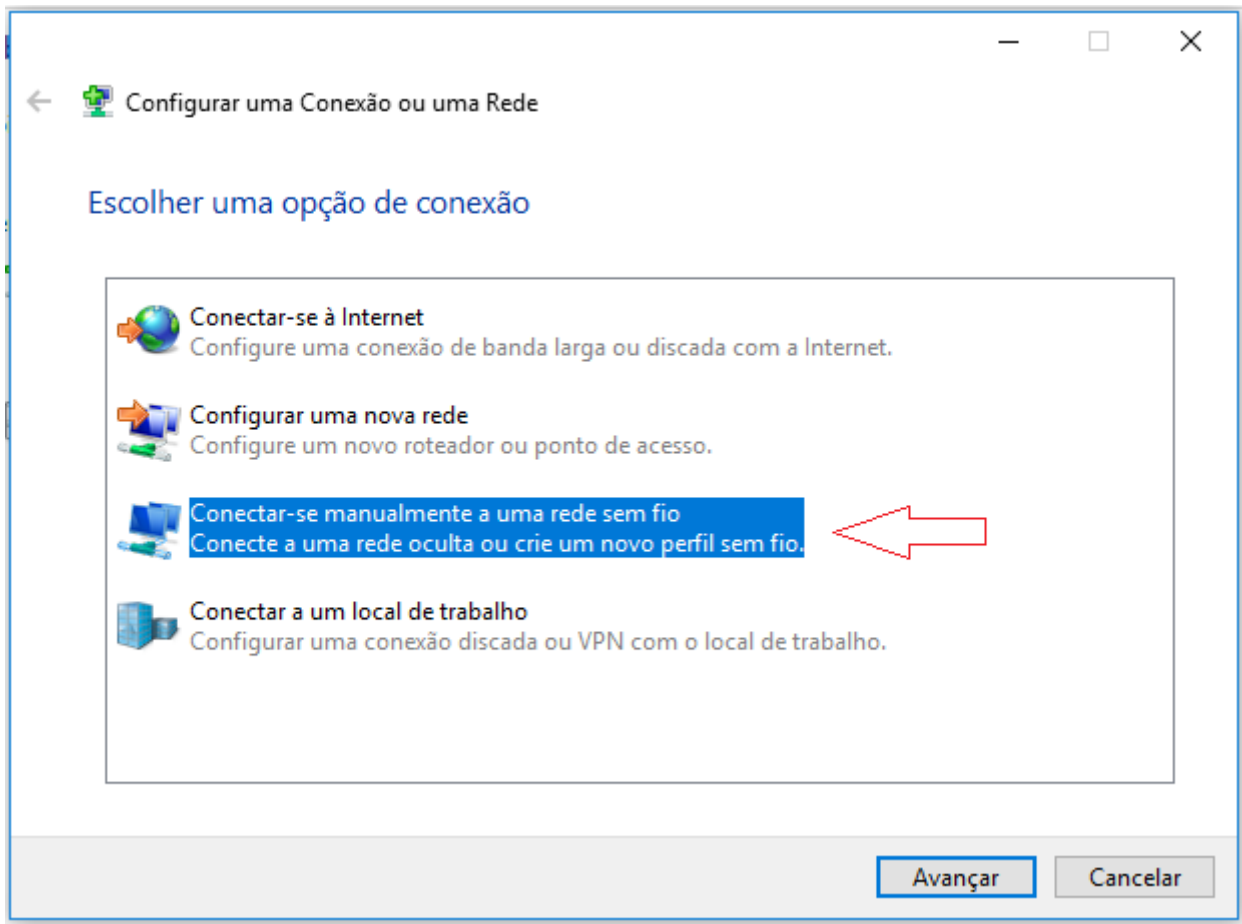 Configurar uma Conexão ou uma Rede
Escolher uma opção de conexão
Conectar-se à Internet
Configure uma conexão de banda larga ou discada com a Internet.
Configurar uma nova rede
Configure um novo roteador ou ponto de acesso.
Conectar-se manualmente a uma rede sem fio
Conecte a uma rede oculta ou crie um novo perfil sem fio.
Conectar a um local de trabalho
Configurar uma conexão discada ou VPN com o local de trabalho.
Avançar
Cancelar